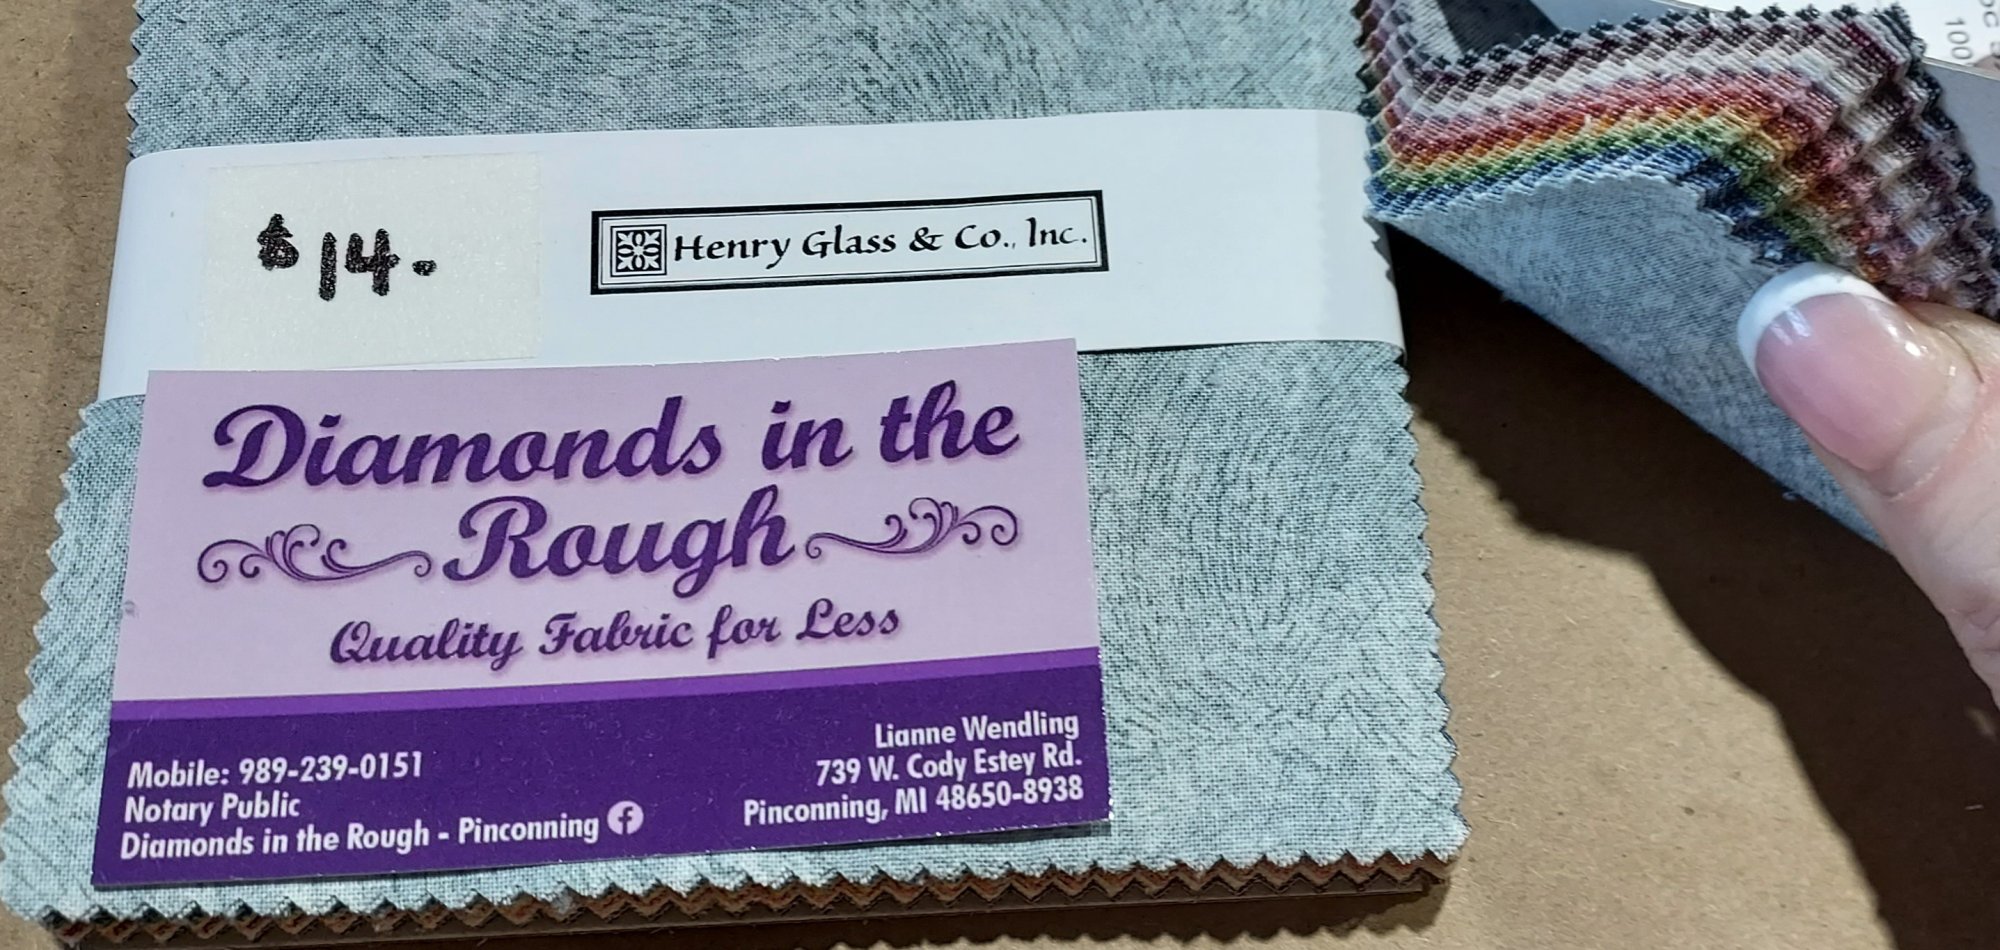 $14.
Henry Glass & Co., Inc.
Diamonds in the
Rough
Quality Fabric for Less
Mobile: 989-239-0151
Notary Public
Diamonds in the Rough - Pinconning
Lianne Wendling
739 W. Cody Estey Rd.
Pinconning, MI 48650-8938
100